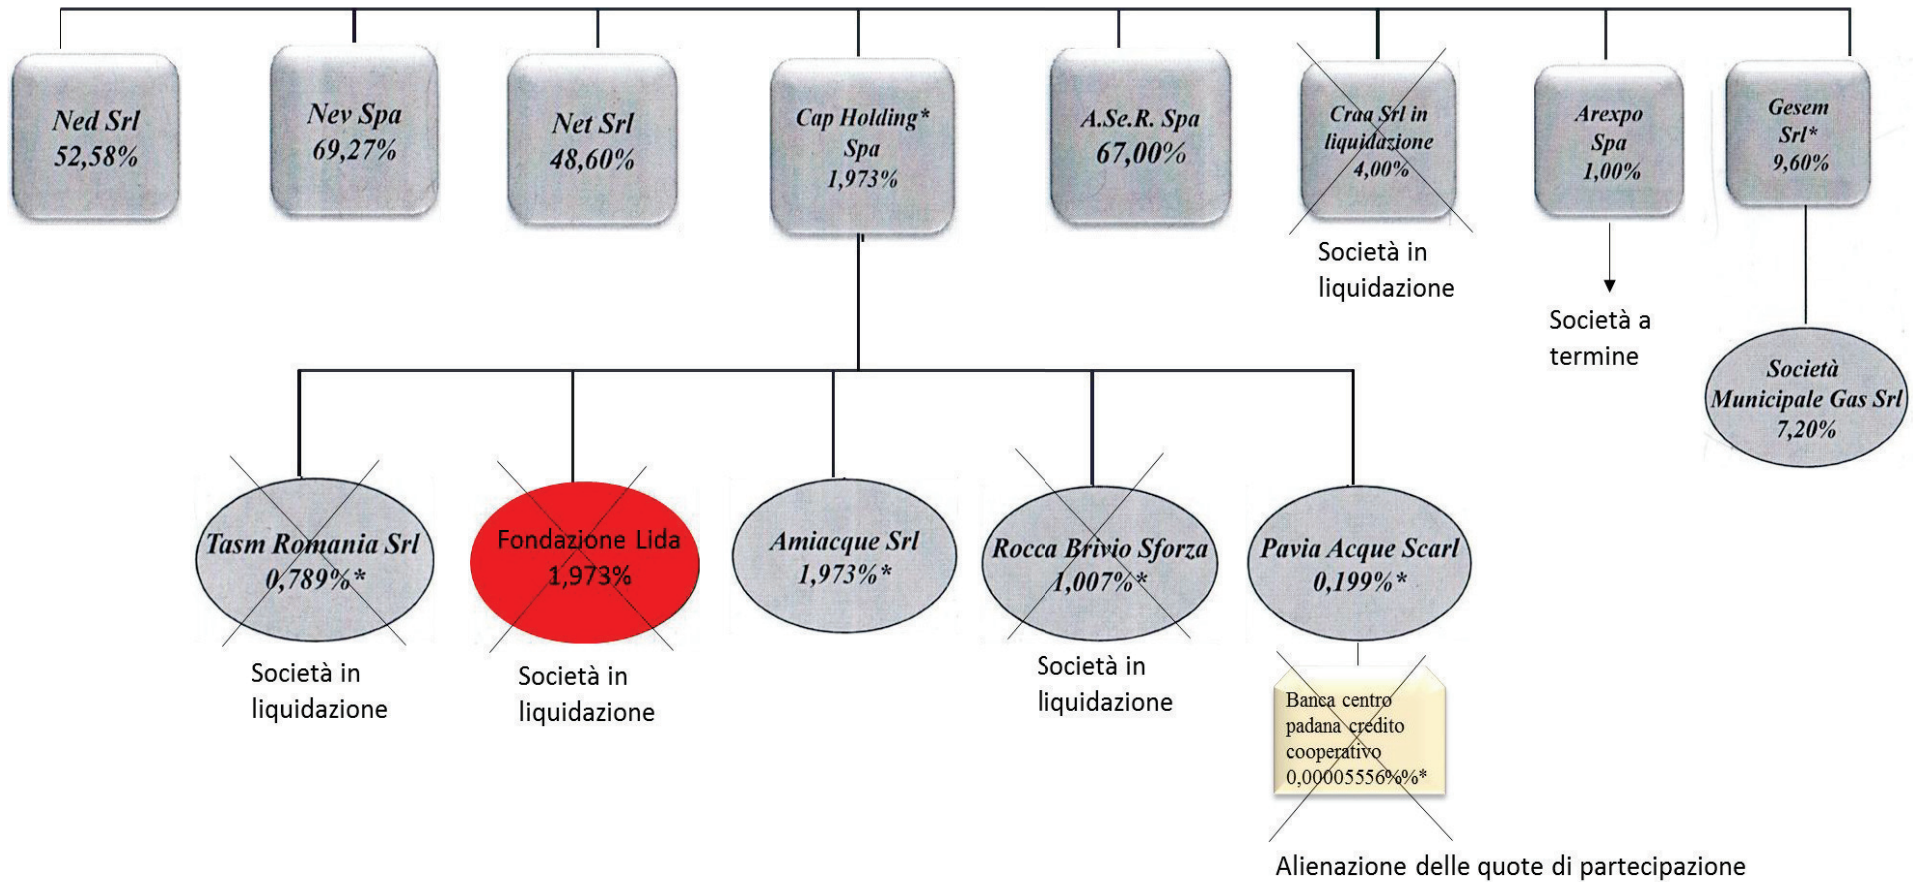 Ned Srl
52,58%
Nev Spa
69,27%
Net Srl
48,60%
Cap Holding*
Spa
1,973%
A.Se.R. Spa
67,00%
Craa Srl in
liquidazione
4,00%
Società in
liquidazione
Arexpo
Spa
1,00%
Società a
termine
Gesem
Srl*
9,60%
Società
Municipale Gas Srl
7,20%
Tasm Romania Srl
0,789%*
Società in
liquidazione
Fondazione Lida
1,973%
Società in
liquidazione
Amiacque Srl
1,973%*
Rocca Brivio Sforza
1,007%*
Società in
liquidazione
Pavia Acque Scarl
0,199%*
Banca centro
padana credito
cooperativo
0,00005556%%*
Alienazione delle quote di partecipazione